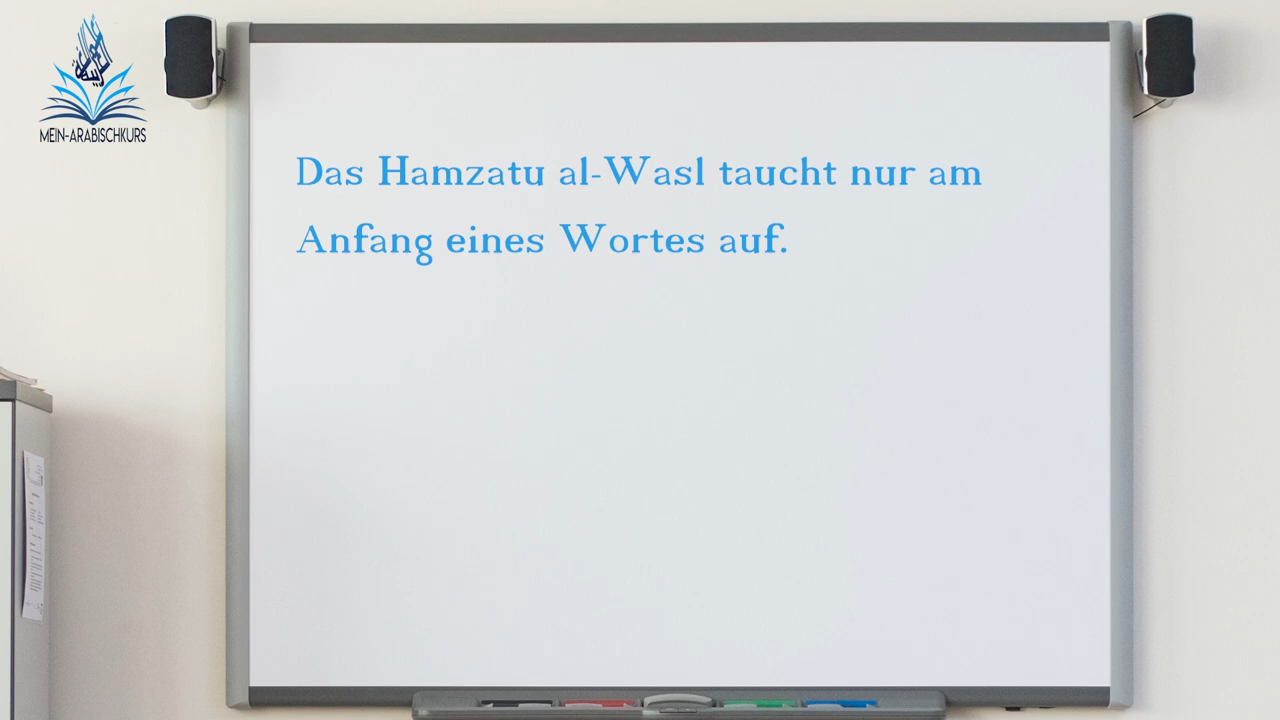 MEIN-ARABISCHKURS
Das Hamzatu al-Wasl taucht nur am
Anfang eines Wortes auf.